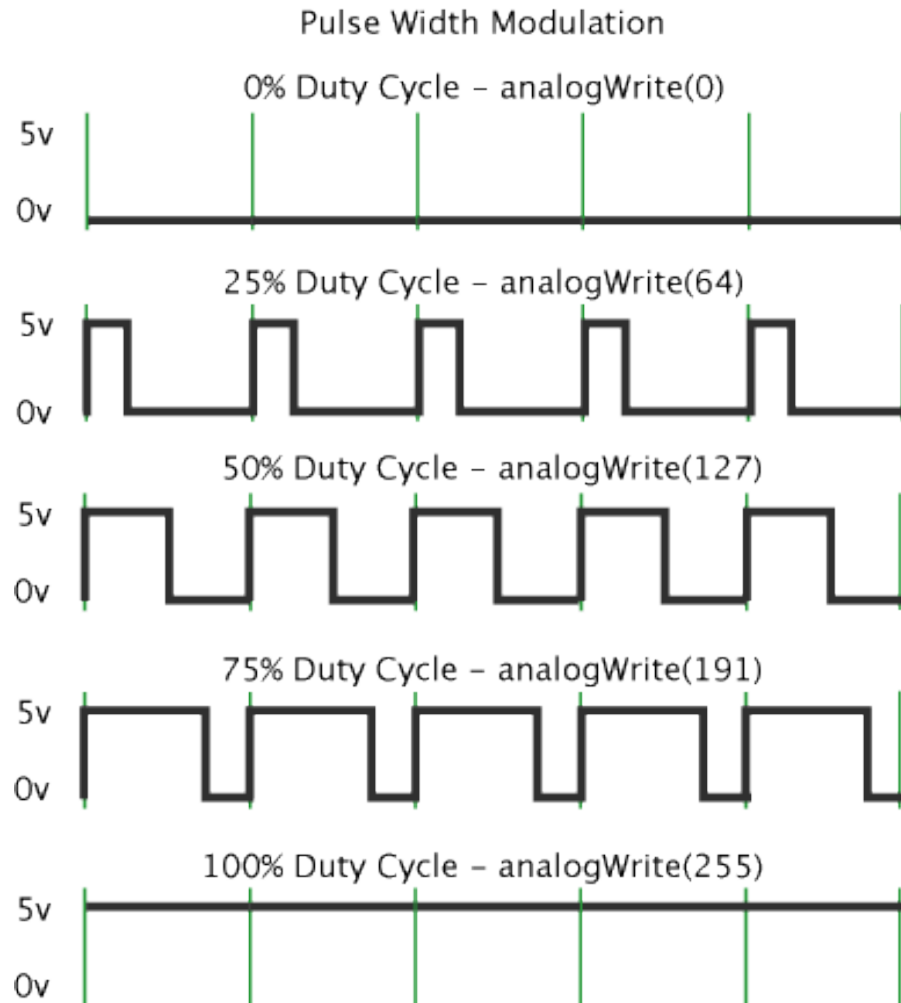 Pulse Width Modulation
0% Duty Cycle – analogWrite(0)
5v
0v
25% Duty Cycle – analogWrite(64)
5v
0v
50% Duty Cycle – analogWrite(127)
5v
0v
75% Duty Cycle – analogWrite(191)
5v
0v
100% Duty Cycle – analogWrite(255)
5v
0v